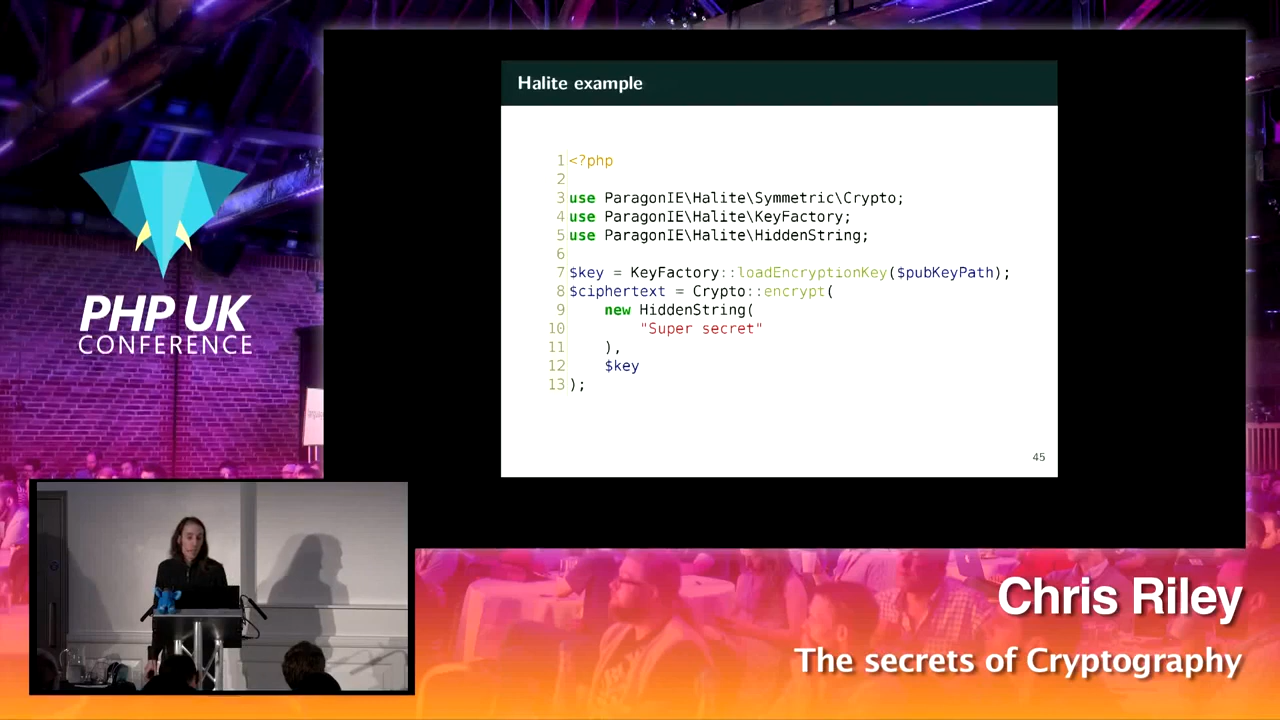 Halite example
1 <?php
2
3 use ParagonIE\Halite\Symmetric\Crypto;
4 use ParagonIE\Halite\KeyFactory;
5 use ParagonIE\Halite\HiddenString;
6
7 $key = KeyFactory::loadEncryptionKey($pubKeyPath);
8 $ciphertext = Crypto::encrypt(
9 new HiddenString(
10 "Super secret"
11 ),
12 $key
13 );
45
PHP UK
CONFERENCE
Chris Riley
The secrets of Cryptography